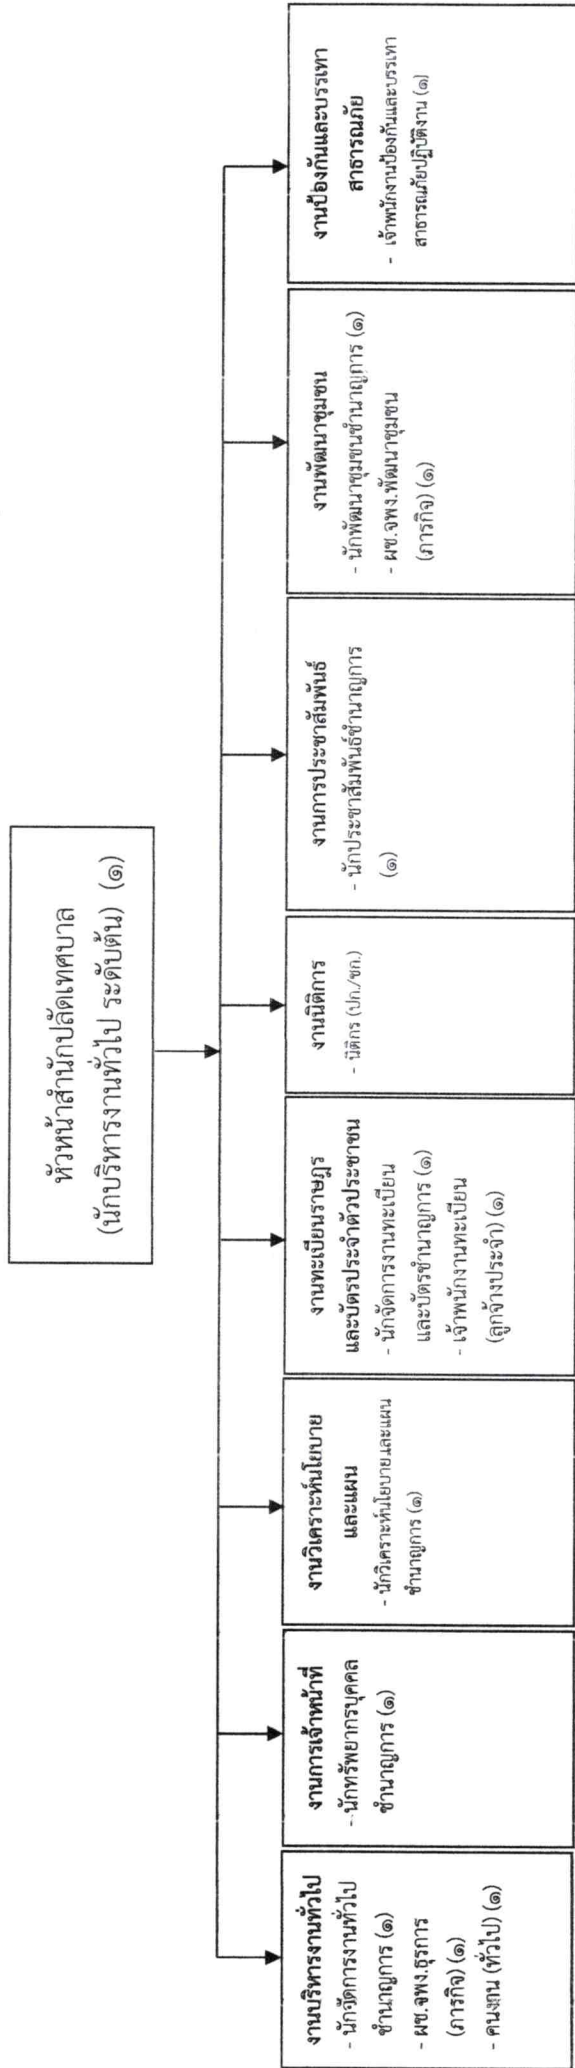 หัวหน้าสำนักปลัดเทศบาล
(นักบริหารงานทั่วไป ระดับต้น) (๑)
งานบริหารงานทั่วไป
- นักจัดการงานทั่วไป
ชำนาญการ (๑)
- ผช.จพง.ธุรการ
(ภารกิจ) (๑)
- คนงาน (ทั่วไป) (๑)
งานการเจ้าหน้าที่
- นักทรัพยากรบุคคล
ชำนาญการ (๑)
งานวิเคราะห์นโยบาย
และแผน
- นักวิเคราะห์นโยบายและแผน
ชำนาญการ (๑)
งานทะเบียนราษฎร
และบัตรประจำตัวประชาชน
- นักจัดการงานทะเบียน
และบัตรชำนาญการ (๑)
- เจ้าพนักงานทะเบียน
(ลูกจ้างประจำ) (๑)
งานนิติการ
- นิติกร (ปก./ชก.)
งานการประชาสัมพันธ์
- นักประชาสัมพันธ์ชำนาญการ
(๑)
งานพัฒนาชุมชน
- นักพัฒนาชุมชนชำนาญการ (๑)
- ผช.จพง.พัฒนาชุมชน
(ภารกิจ) (๑)
งานป้องกันและบรรเทา
สาธารณภัย
- เจ้าพนักงานป้องกันและบรรเทา
สาธารณภัยปฏิบัติงาน (๑)